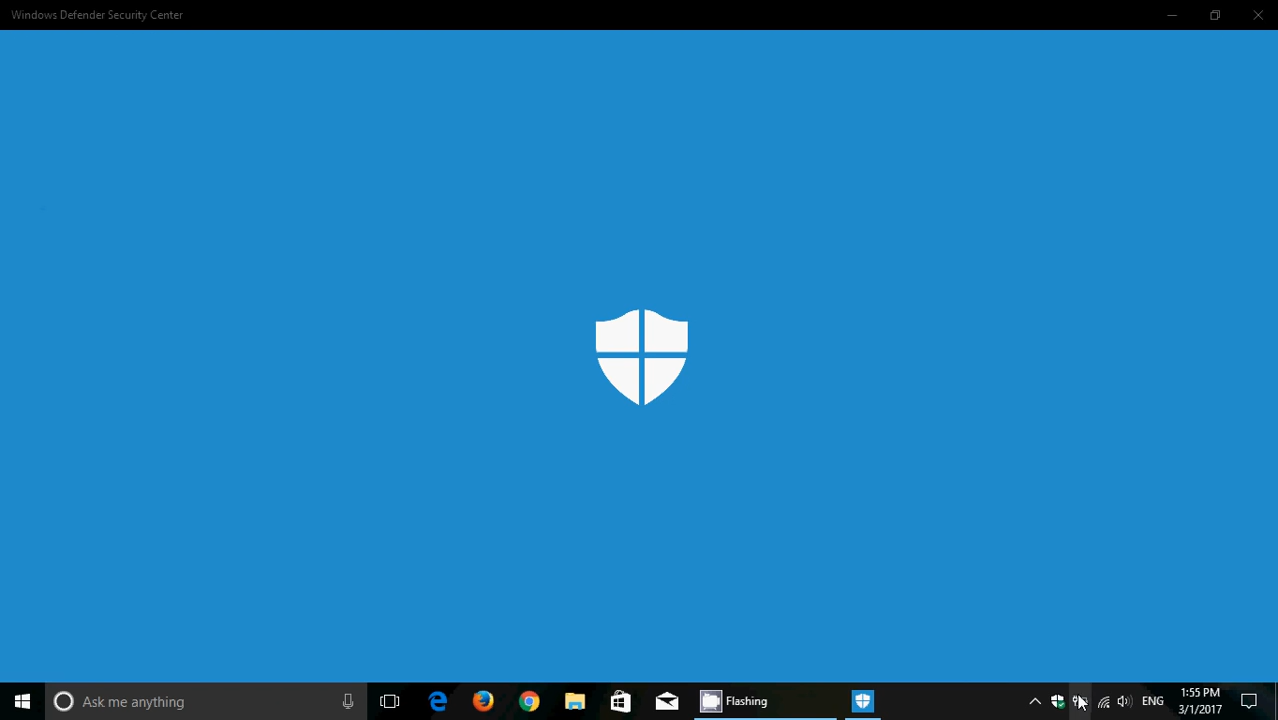 Windows Defender Security Center
Ask me anything
Flashing
ENG
1:55 PM
3/1/2017